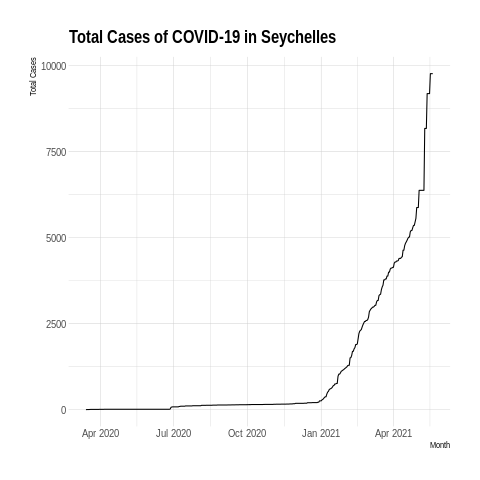 Total Cases of COVID-19 in Seychelles
Total Cases
10000
7500
5000
2500
0
Apr 2020 Jul 2020 Oct 2020 Jan 2021 Apr 2021
Month